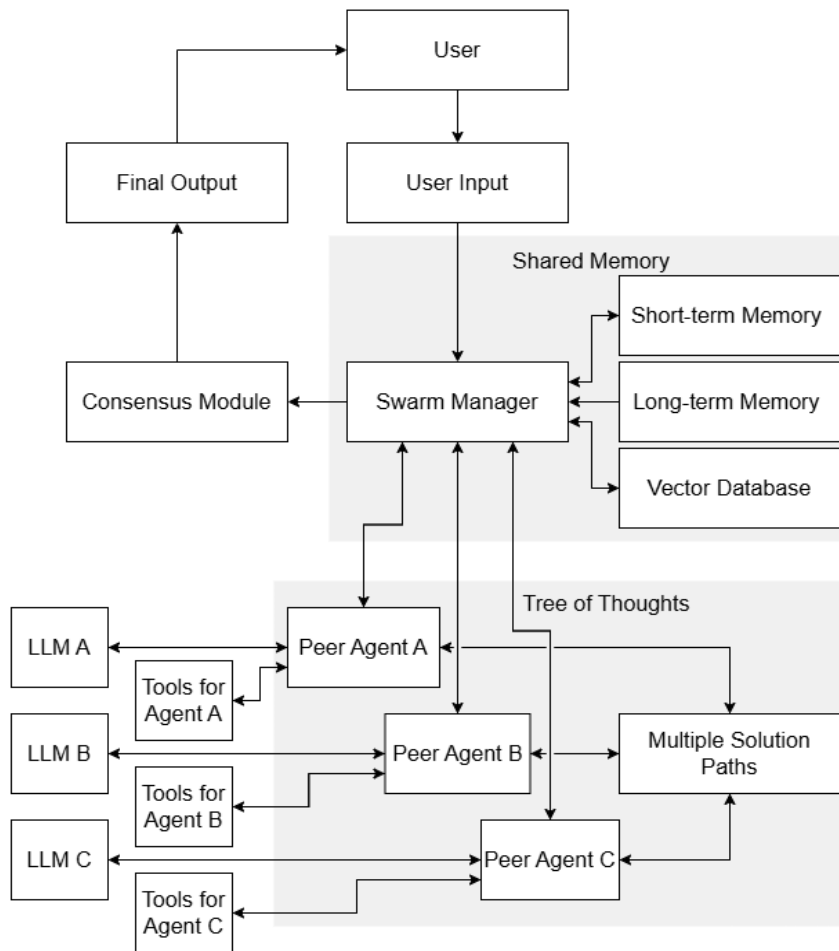 User
Final Output
User Input
Shared Memory
Short-term Memory
Consensus Module
Swarm Manager
Long-term Memory
Vector Database
Tree of Thoughts
LLM A
Peer Agent A
Tools for
Agent A
LLM B
Peer Agent B
Multiple Solution
Paths
Tools for
Agent B
LLM C
Peer Agent C
Tools for
Agent C